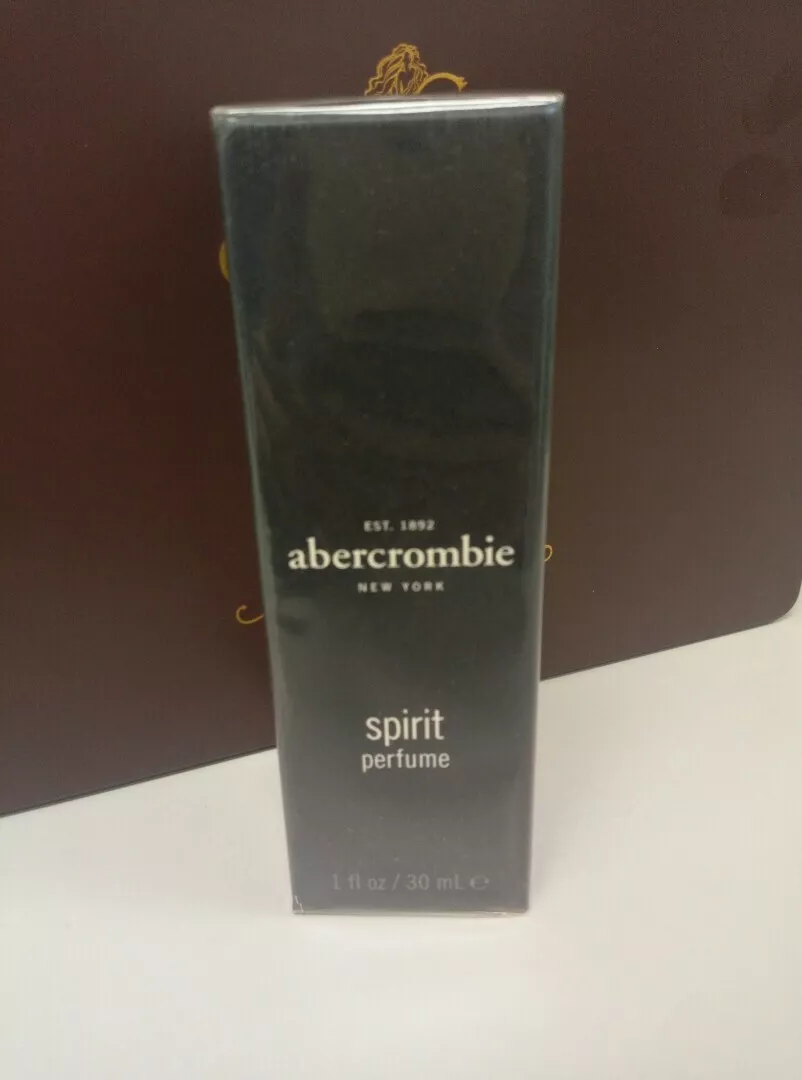 EST. 1892
abercrombie
NEW YORK
spirit
perfume
1 fl oz / 30 mL ℮